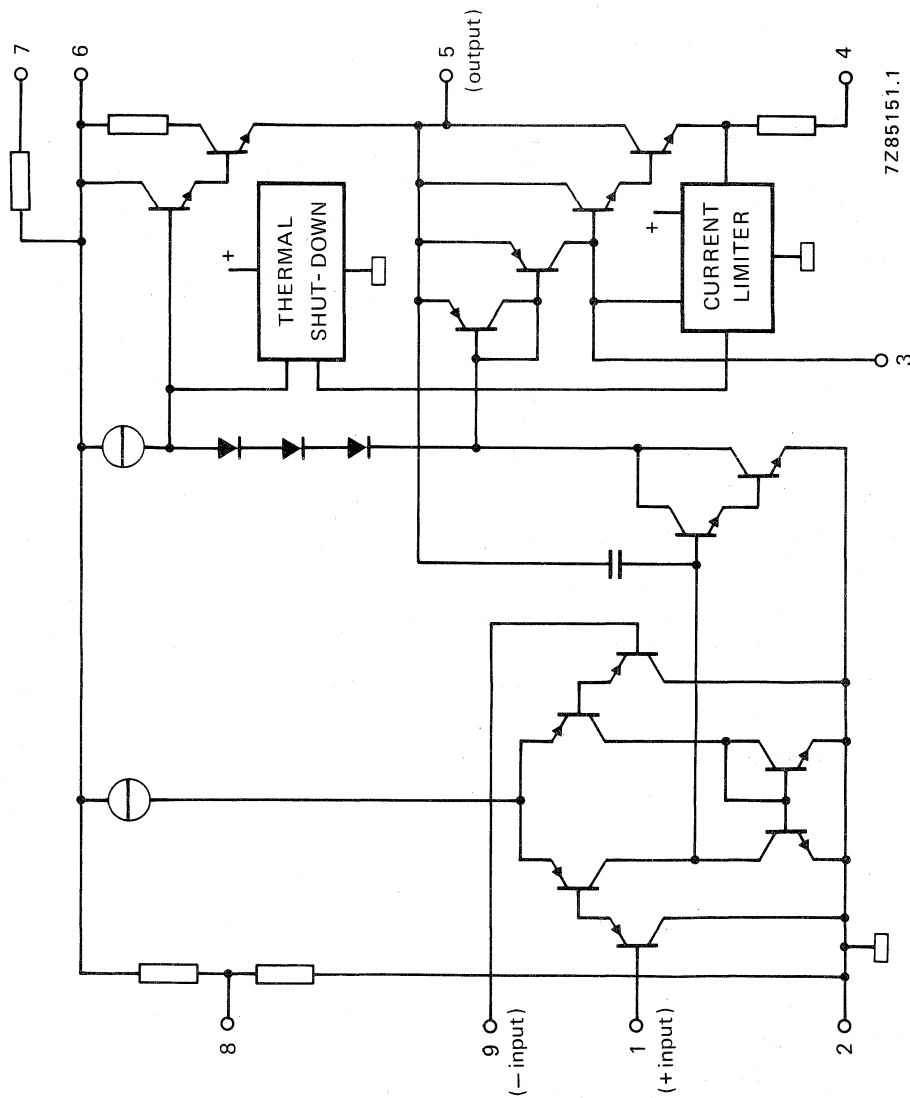 7
6
5
(output)
4
7Z85151.1
+
THERMAL
SHUT-DOWN
+
CURRENT
LIMITER
3
8
9
(− input)
1
(+ input)
2